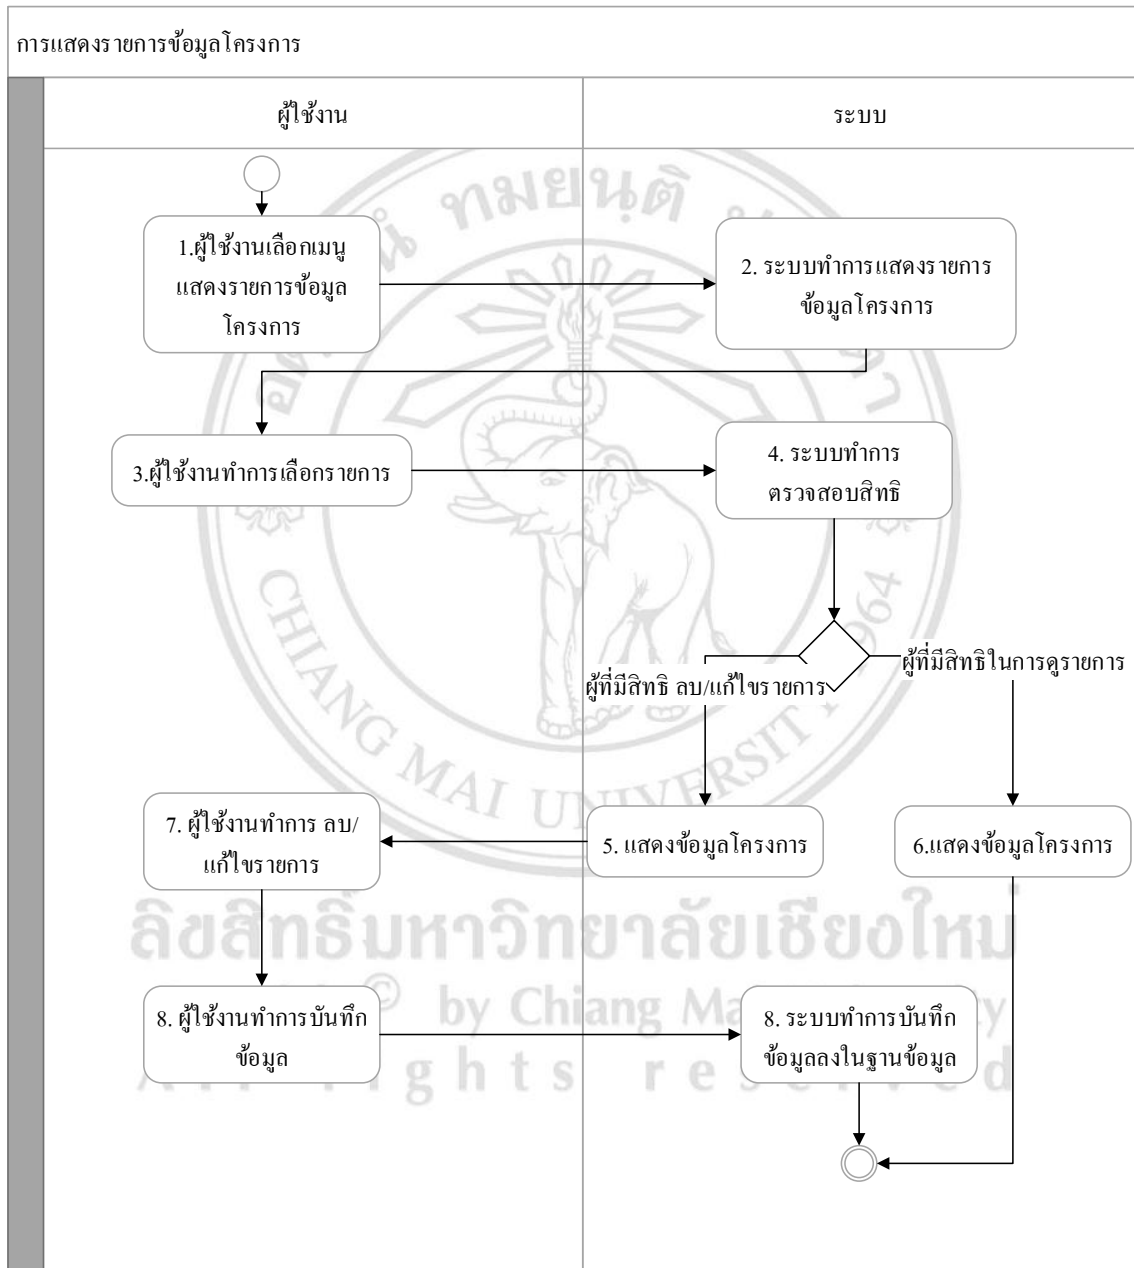 การแสดงรายการข้อมูลโครงการ
ผู้ใช้งาน
ระบบ
1.ผู้ใช้งานเลือกเมนู
แสดงรายการข้อมูล
โครงการ
2. ระบบทำการแสดงรายการ
ข้อมูลโครงการ
3.ผู้ใช้งานทำการเลือกรายการ
4. ระบบทำการ
ตรวจสอบสิทธิ
ผู้ที่มีสิทธิ ลบ/แก้ไขรายการ
ผู้ที่มีสิทธิในการดูรายการ
7. ผู้ใช้งานทำการ ลบ/
แก้ไขรายการ
5. แสดงข้อมูลโครงการ
6.แสดงข้อมูลโครงการ
8. ผู้ใช้งานทำการบันทึก
ข้อมูล
8. ระบบทำการบันทึก
ข้อมูลลงในฐานข้อมูล
ทมยนฺติ
CHIANG MAI UNIVERSITY 1964
ลิขสิทธิ์มหาวิทยาลัยเชียงใหม่
© by Chiang